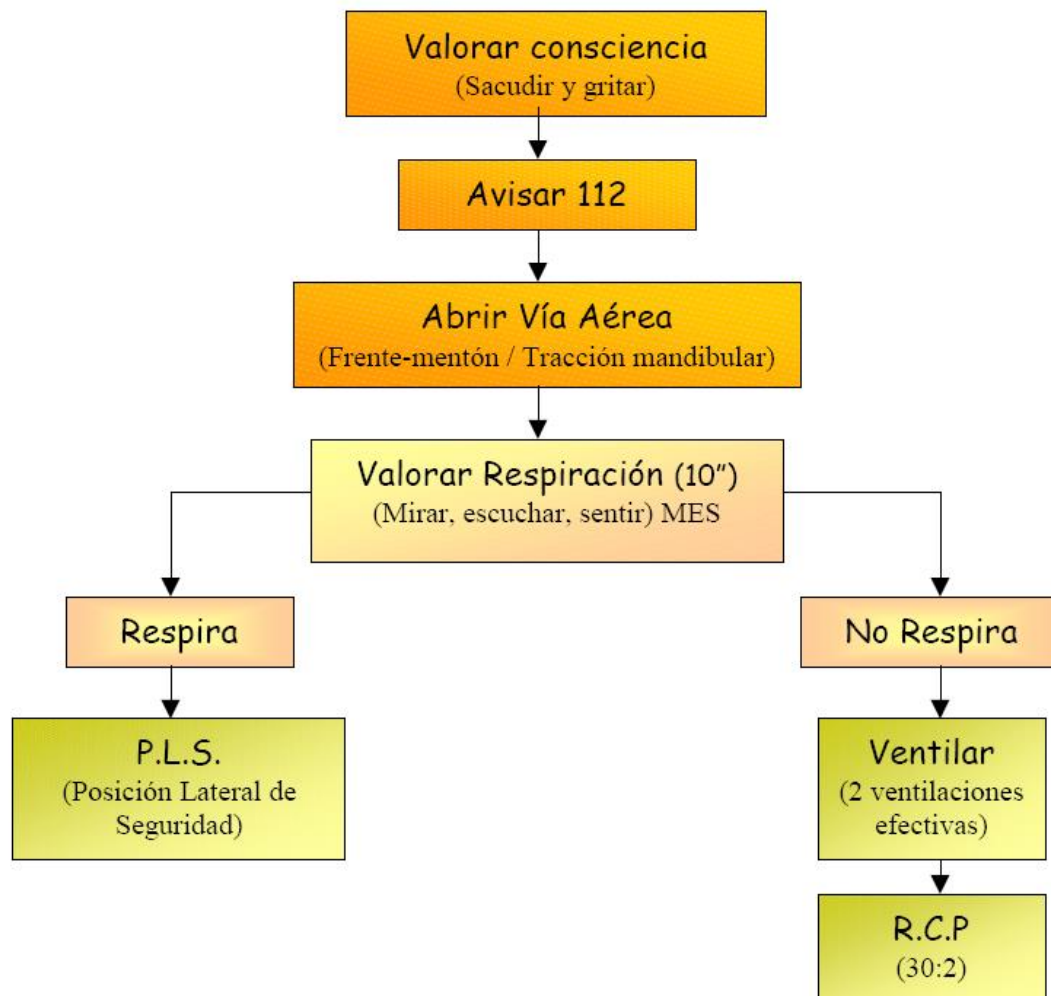 Valorar consciencia
(Sacudir y gritar)
Avisar 112
Abrir Vía Aérea
(Frente-mentón / Tracción mandibular)
Valorar Respiración (10”)
(Mirar, escuchar, sentir) MES
Respira
No Respira
P.L.S.
(Posición Lateral de
Seguridad)
Ventilar
(2 ventilaciones
efectivas)
R.C.P
(30:2)